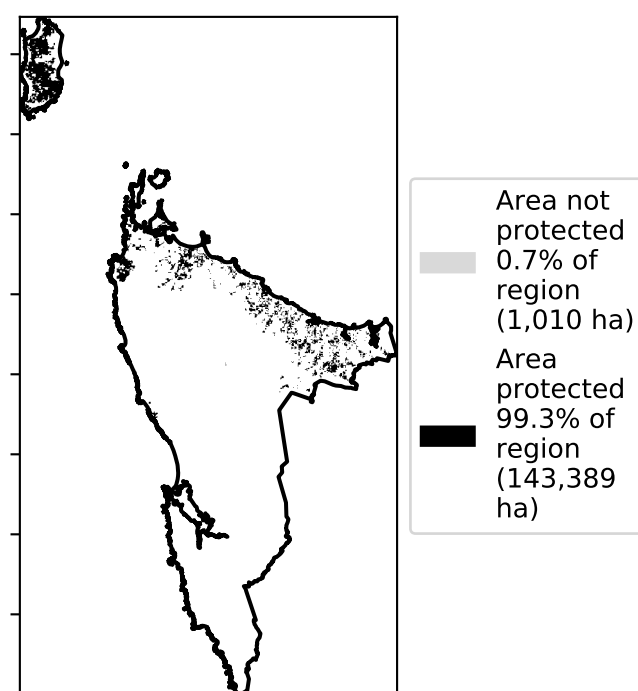 Area not
protected
0.7% of
region
(1,010 ha)
Area
protected
99.3% of
region
(143,389
ha)